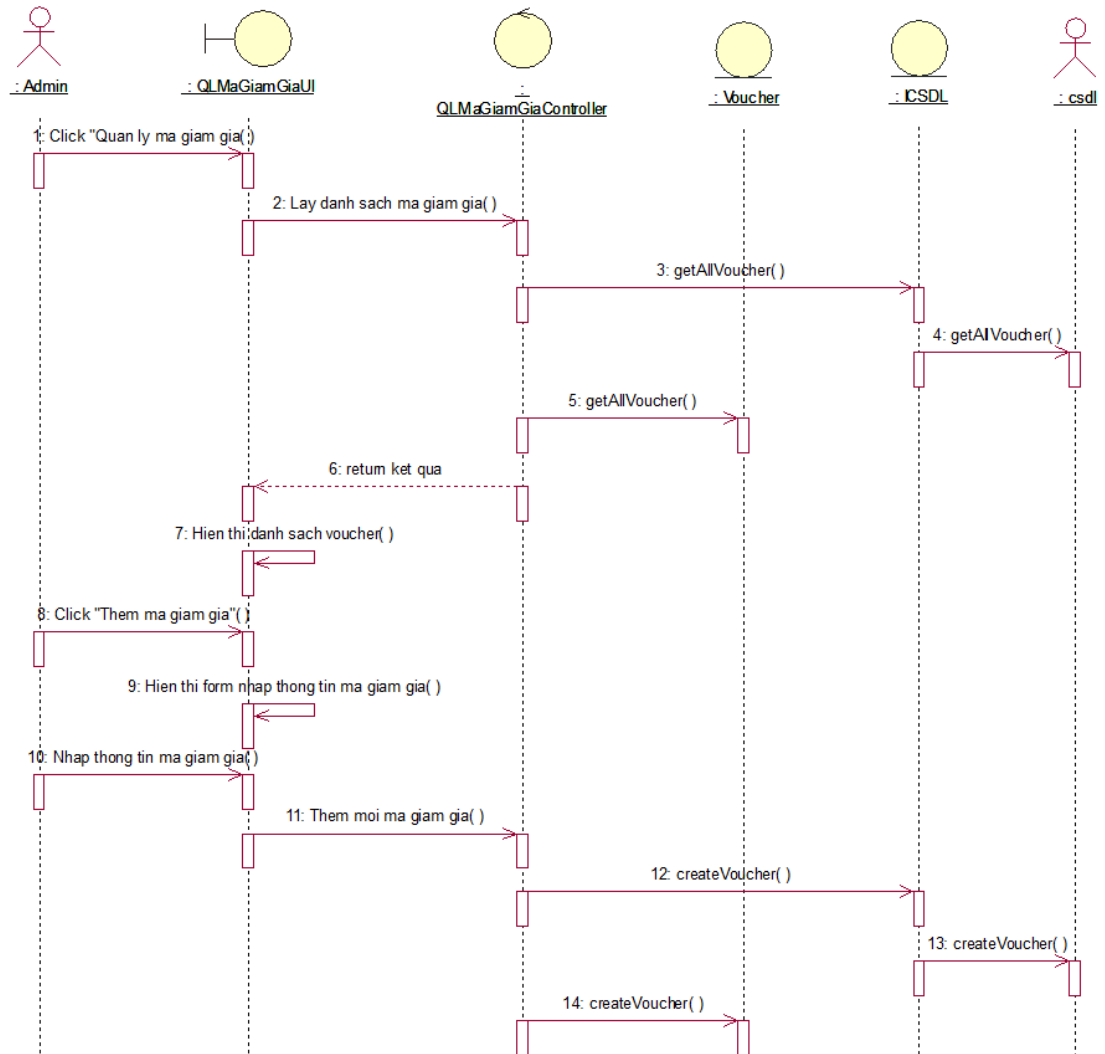 : Admin
: QLMaGiamGiaUI
:
QLMaGiamGiaController
: Voucher
: ICSDL
: csdl
1: Click "Quan ly ma giam gia( )
2: Lay danh sach ma giam gia( )
3: getAllVoucher( )
4: getAllVoucher( )
5: getAllVoucher( )
6: return ket qua
7: Hien thi danh sach voucher( )
8: Click "Them ma giam gia"( )
9: Hien thi form nhap thong tin ma giam gia( )
10: Nhap thong tin ma giam gia( )
11: Them moi ma giam gia( )
12: createVoucher( )
13: createVoucher( )
14: createVoucher( )